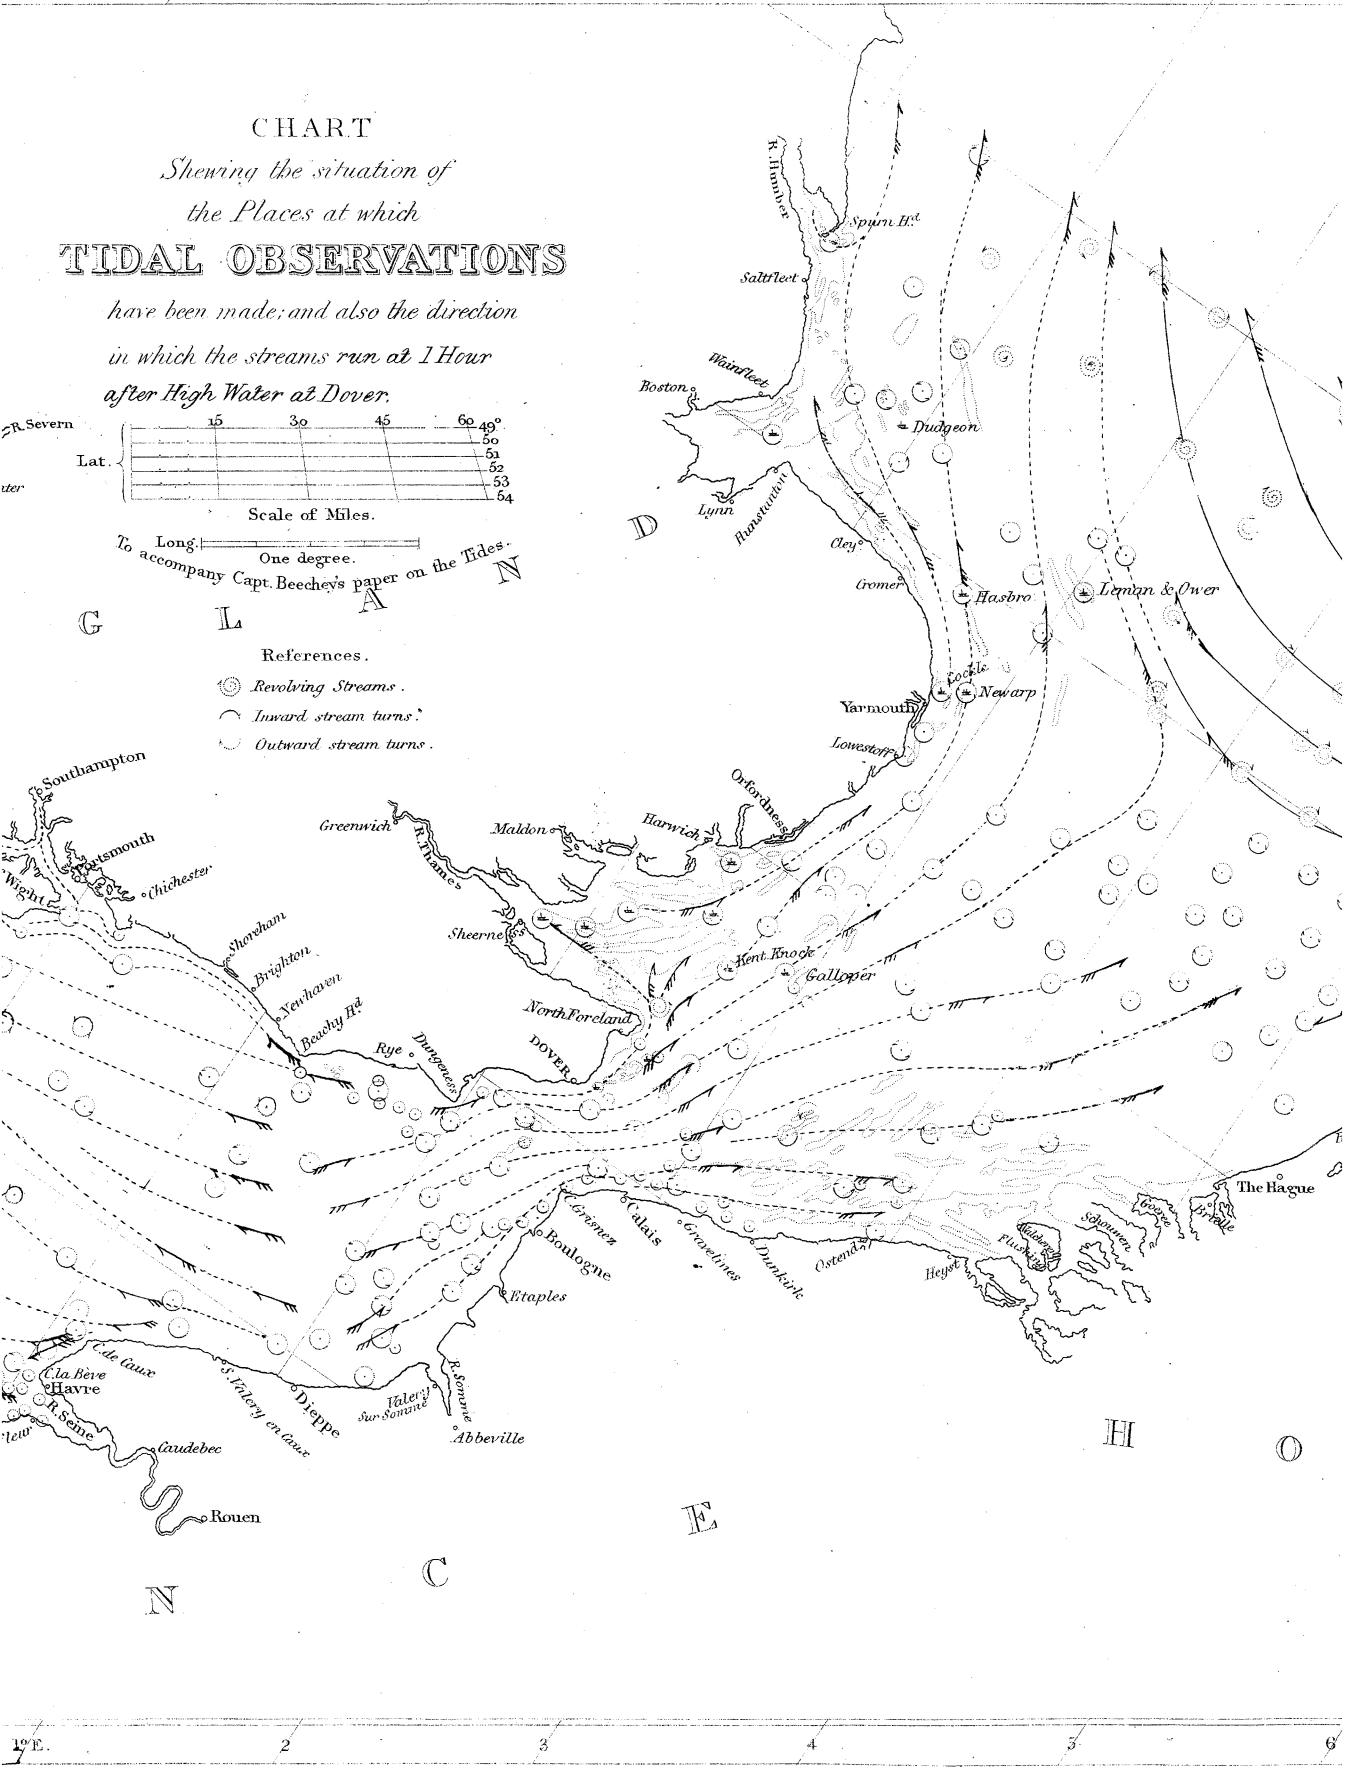 CHART
Shewing the situation of
the Places at which
TIDAL OBSERVATIONS
have been made; and also the direction
in which the streams run at 1 Hour
after High Water at Dover.
R. Severn
15 30 45 60
49°
50
51
52
53
54
Lat.
Scale of Miles.
Long.
One degree.
To accompany Capt. Beechey's paper on the Tides.
G L A N D
References.
Revolving Streams.
Inward stream turns.
Outward stream turns.
R. Humber
Spurn Hd.
Saltfleet
Wainfleet
Boston
Dudgeon
Lynn
Hunstanton
Cley
Cromer
Hasbro
Leman & Ower
Cockle
Newarp
Yarmouth
Lowestoff
Orfordness
Harwich
Maldon
Greenwich
R. Thames
Sheerness
Kent Knock
Galloper
North Foreland
DOVER
Southampton
Portsmouth
Wight
Chichester
Shoreham
Brighton
Newhaven
Beachy Hd.
Rye
Dungeness
Grisnez
Calais
Gravelines
Dunkirk
Boulogne
Etaples
Ostend
Heyst
Flushing
Walcheren
Schouwen
Goeree
Brielle
The Hague
C. de Caux
C. la Bève
Havre
R. Seine
leur
S. Valery en Caux
Dieppe
Valery
Sur Somme
R. Somme
Abbeville
Caudebec
Rouen
N C E
H O
1° E. 2 3 4 5 6